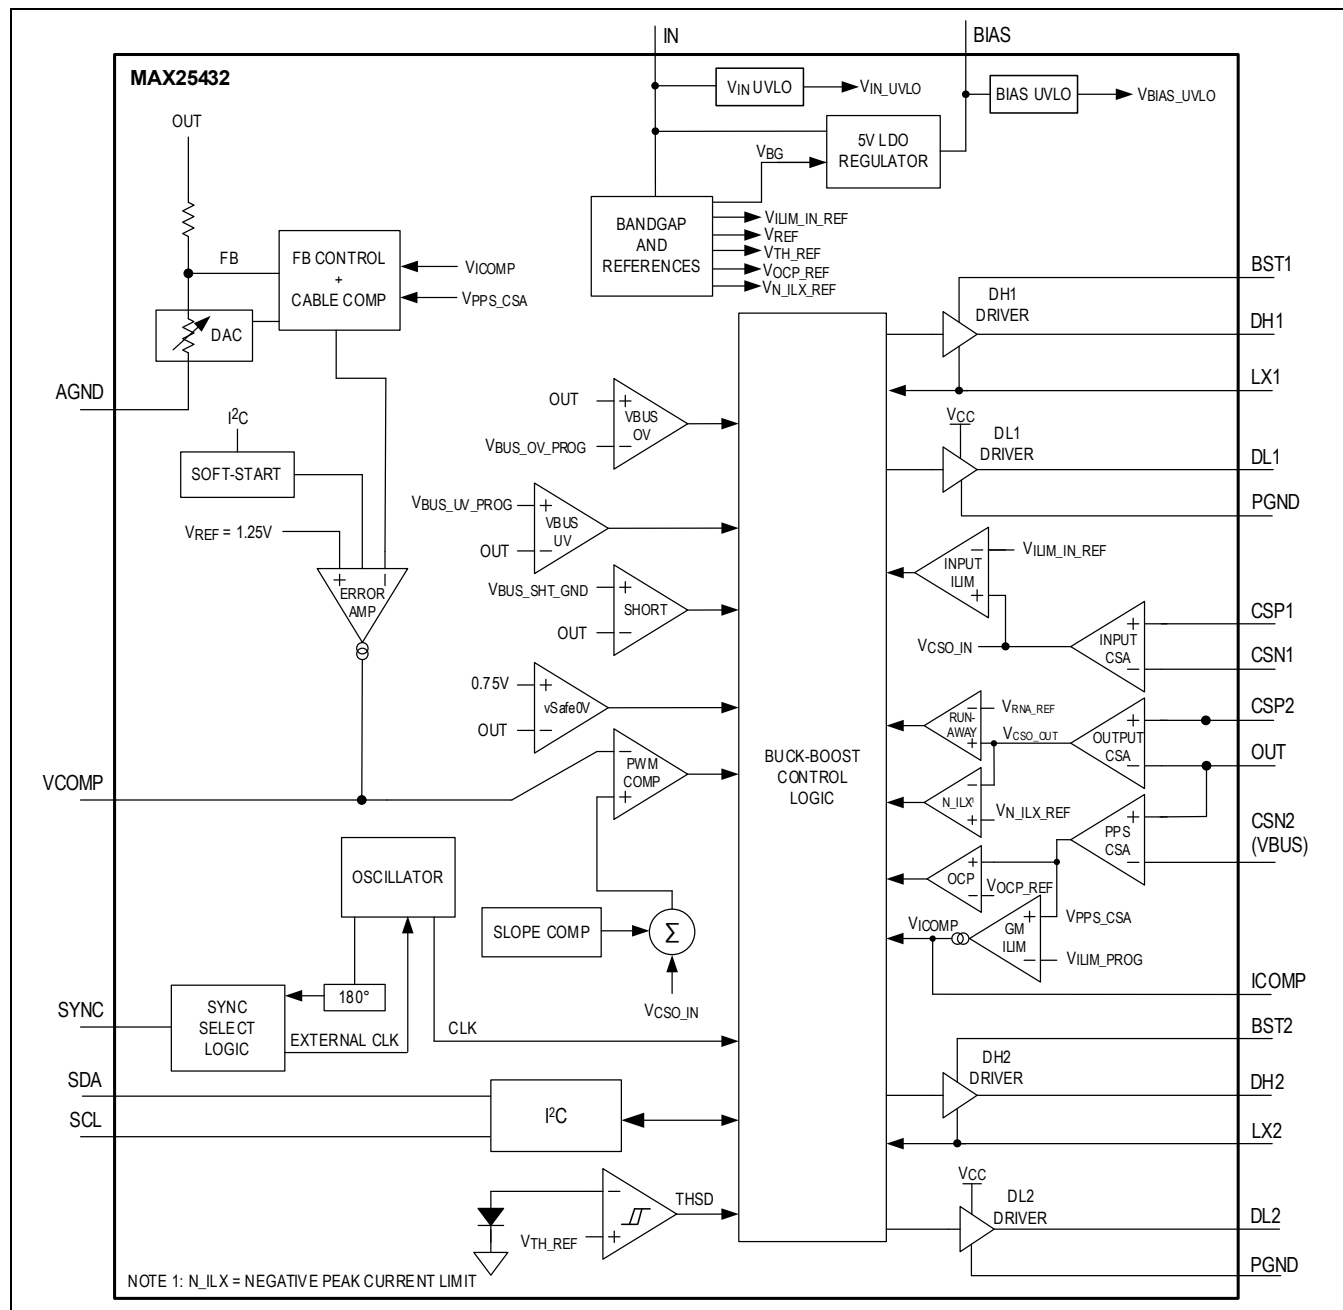 IN
BIAS
MAX25432
VIN UVLO
VIN_UVLO
BIAS UVLO
VBIAS_UVLO
OUT
5V LDO
REGULATOR
VBG
BANDGAP
AND
REFERENCES
VILIM_IN_REF
VREF
VTH_REF
VOCP_REF
VN_ILX_REF
FB
FB CONTROL
+
CABLE COMP
VICOMP
VPPS_CSA
DAC
AGND
I²C
SOFT-START
VREF = 1.25V
+
−
ERROR
AMP
OUT
VBUS_OV_PROG
+
−
VBUS
OV
VBUS_UV_PROG
OUT
+
−
VBUS
UV
VBUS_SHT_GND
OUT
+
−
SHORT
0.75V
OUT
+
−
vSafe0V
VCOMP
−
+
PWM
COMP
OSCILLATOR
SLOPE COMP
Σ
VCSO_IN
180°
SYNC
SYNC
SELECT
LOGIC
EXTERNAL CLK
CLK
SDA
SCL
I²C
THSD
−
+
VTH_REF
BUCK-BOOST
CONTROL
LOGIC
BST1
DH1
DRIVER
DH1
LX1
VCC
DL1
DRIVER
DL1
PGND
INPUT
ILIM
−
+
VILIM_IN_REF
VCSO_IN
+
−
INPUT
CSA
CSP1
CSN1
RUN-
AWAY
−
+
VRNA_REF
VCSO_OUT
+
−
OUTPUT
CSA
CSP2
OUT
N_ILX¹
−
+
VN_ILX_REF
+
−
PPS
CSA
CSN2
(VBUS)
OCP
+
−
VOCP_REF
VICOMP
+
−
GM
ILIM
VPPS_CSA
VILIM_PROG
ICOMP
BST2
DH2
DRIVER
DH2
LX2
VCC
DL2
DRIVER
DL2
PGND
NOTE 1: N_ILX = NEGATIVE PEAK CURRENT LIMIT